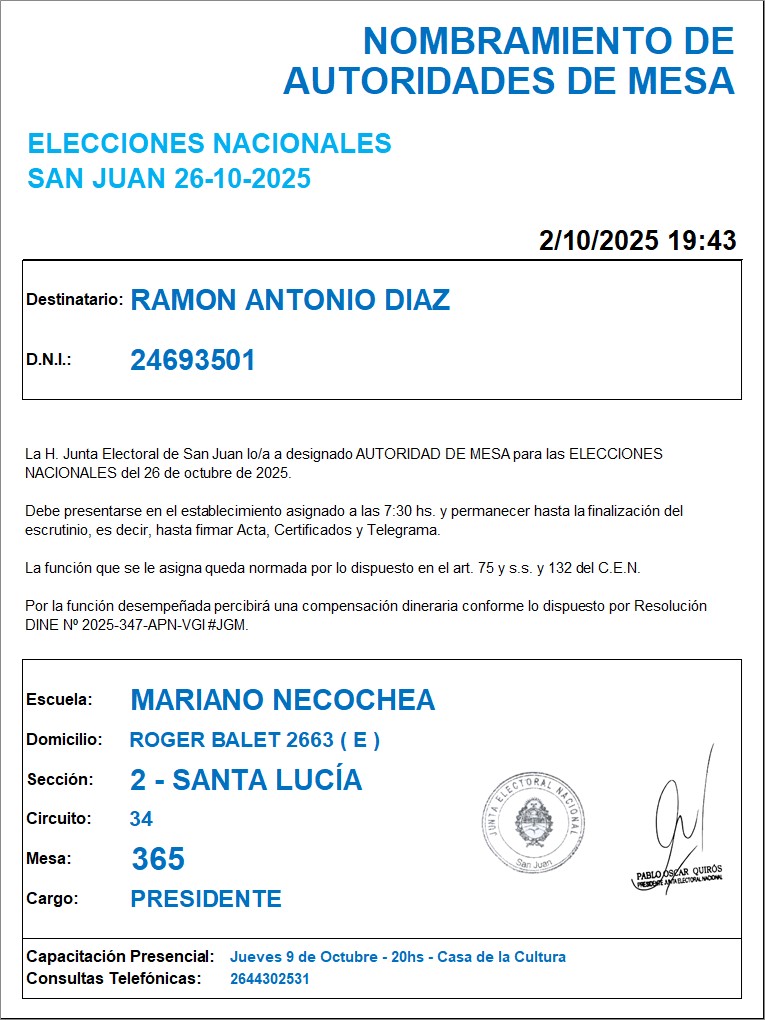 NOMBRAMIENTO DE
AUTORIDADES DE MESA
ELECCIONES NACIONALES
SAN JUAN 26-10-2025
2/10/2025 19:43
Destinatario: RAMON ANTONIO DIAZ
D.N.I.: 24693501
La H. Junta Electoral de San Juan lo/a a designado AUTORIDAD DE MESA para las ELECCIONES
NACIONALES del 26 de octubre de 2025.
Debe presentarse en el establecimiento asignado a las 7:30 hs. y permanecer hasta la finalización del
escrutinio, es decir, hasta firmar Acta, Certificados y Telegrama.
La función que se le asigna queda normada por lo dispuesto en el art. 75 y s.s. y 132 del C.E.N.
Por la función desempeñada percibirá una compensación dineraria conforme lo dispuesto por Resolución
DINE Nº 2025-347-APN-VGI#JGM.
Escuela: MARIANO NECOCHEA
Domicilio: ROGER BALET 2663 ( E )
Sección: 2 - SANTA LUCÍA
Circuito: 34
Mesa: 365
Cargo: PRESIDENTE
JUNTA ELECTORAL NACIONAL
San Juan
PABLO OSCAR QUIRÓS
PRESIDENTE JUNTA ELECTORAL NACIONAL
Capacitación Presencial: Jueves 9 de Octubre - 20hs - Casa de la Cultura
Consultas Telefónicas: 2644302531